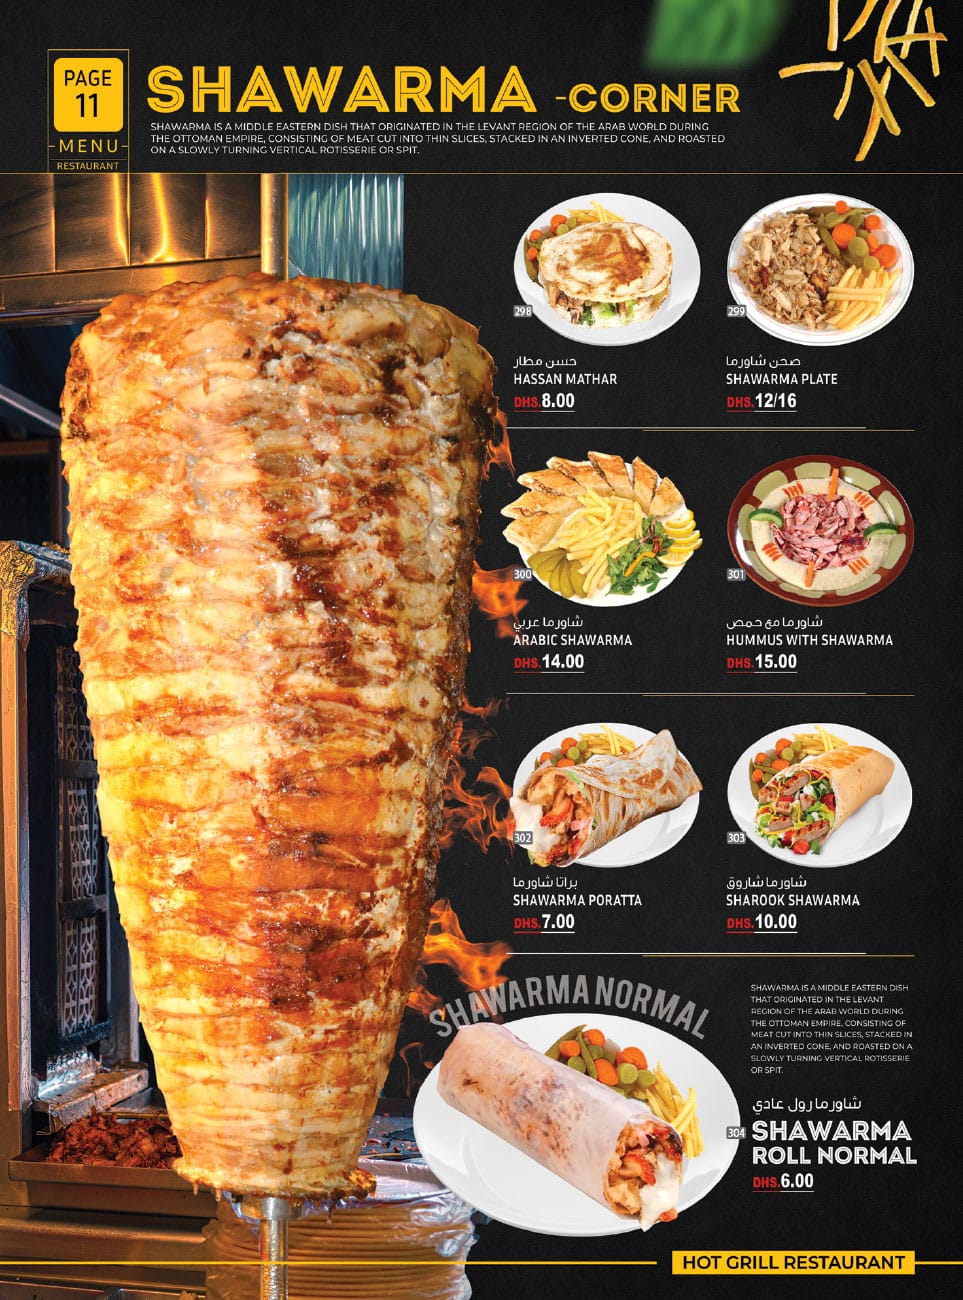 PAGE
11
-MENU-
RESTAURANT
SHAWARMA -CORNER
SHAWARMA IS A MIDDLE EASTERN DISH THAT ORIGINATED IN THE LEVANT REGION OF THE ARAB WORLD DURING
THE OTTOMAN EMPIRE, CONSISTING OF MEAT CUT INTO THIN SLICES, STACKED IN AN INVERTED CONE, AND ROASTED
ON A SLOWLY TURNING VERTICAL ROTISSERIE OR SPIT.
298
حسن مطار
HASSAN MATHAR
DHS.8.00
299
صحن شاورما
SHAWARMA PLATE
DHS.12/16
300
شاورما عربي
ARABIC SHAWARMA
DHS.14.00
301
شاورما مع حمص
HUMMUS WITH SHAWARMA
DHS.15.00
302
براتا شاورما
SHAWARMA PORATTA
DHS.7.00
303
شاورما شاروق
SHAROOK SHAWARMA
DHS.10.00
SHAWARMA NORMAL
SHAWARMA IS A MIDDLE EASTERN DISH
THAT ORIGINATED IN THE LEVANT
REGION OF THE ARAB WORLD DURING
THE OTTOMAN EMPIRE, CONSISTING OF
MEAT CUT INTO THIN SLICES, STACKED IN
AN INVERTED CONE, AND ROASTED ON A
SLOWLY TURNING VERTICAL ROTISSERIE
OR SPIT.
شاورما رول عادي
304
SHAWARMA
ROLL NORMAL
DHS.6.00
HOT GRILL RESTAURANT